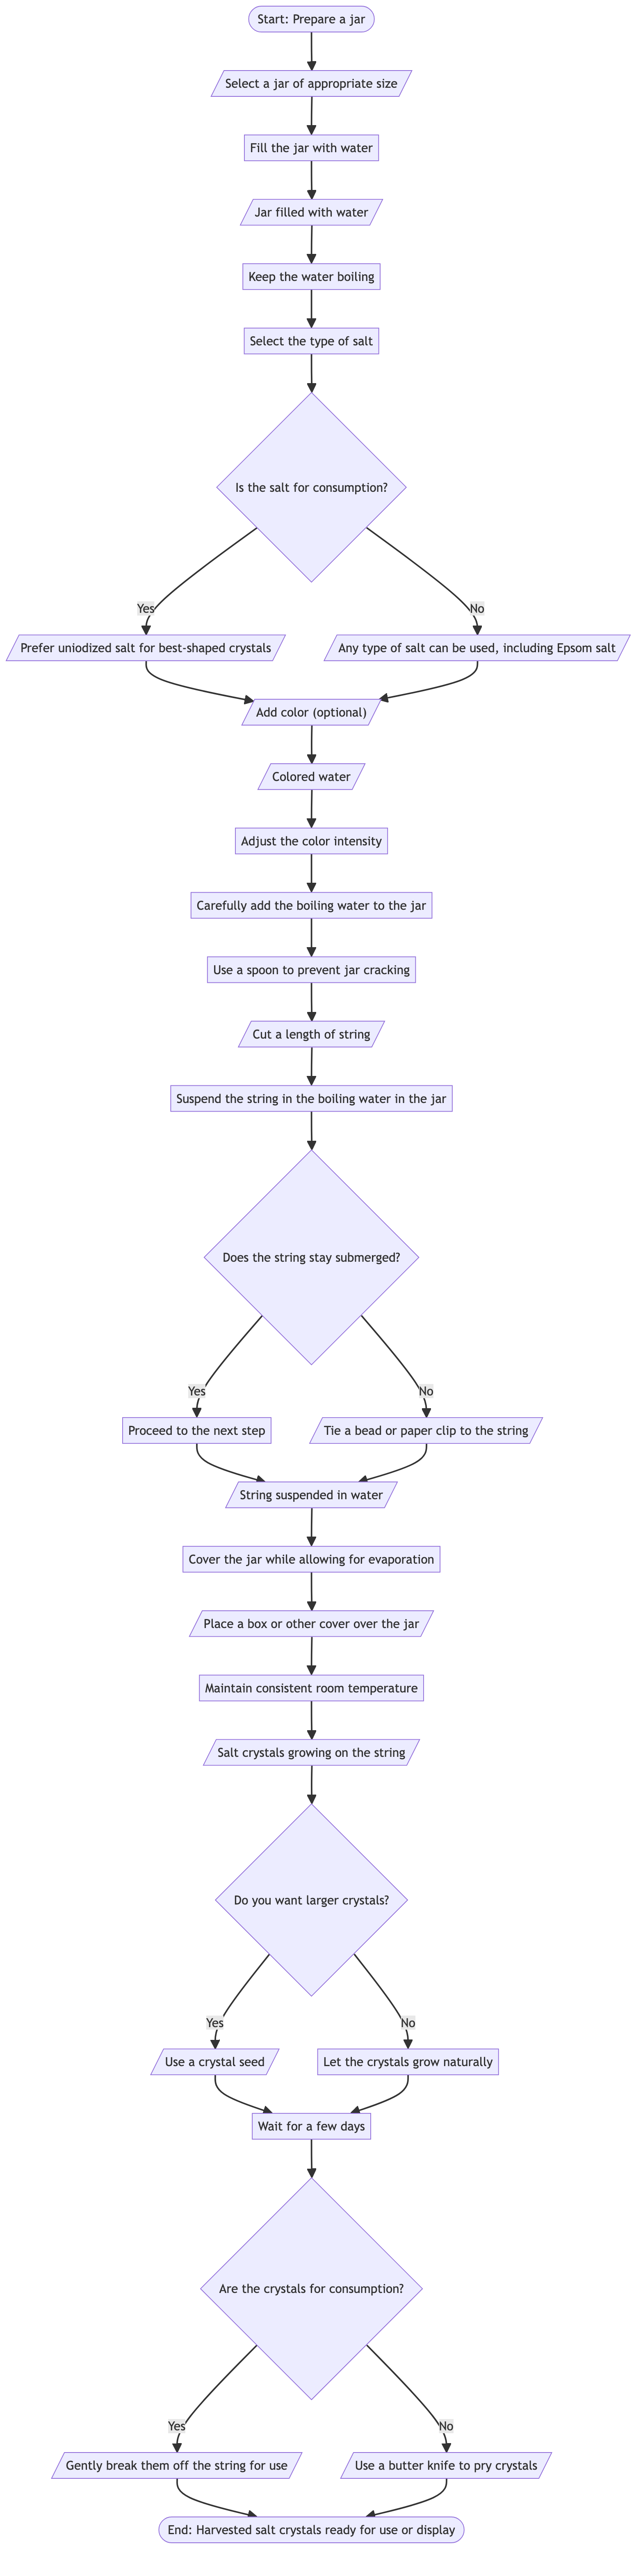 Start: Prepare a jar
Select a jar of appropriate size
Fill the jar with water
Jar filled with water
Keep the water boiling
Select the type of salt
Is the salt for consumption?
Yes
No
Prefer uniodized salt for best-shaped crystals
Any type of salt can be used, including Epsom salt
Add color (optional)
Colored water
Adjust the color intensity
Carefully add the boiling water to the jar
Use a spoon to prevent jar cracking
Cut a length of string
Suspend the string in the boiling water in the jar
Does the string stay submerged?
Yes
No
Proceed to the next step
Tie a bead or paper clip to the string
String suspended in water
Cover the jar while allowing for evaporation
Place a box or other cover over the jar
Maintain consistent room temperature
Salt crystals growing on the string
Do you want larger crystals?
Yes
No
Use a crystal seed
Let the crystals grow naturally
Wait for a few days
Are the crystals for consumption?
Yes
No
Gently break them off the string for use
Use a butter knife to pry crystals
End: Harvested salt crystals ready for use or display